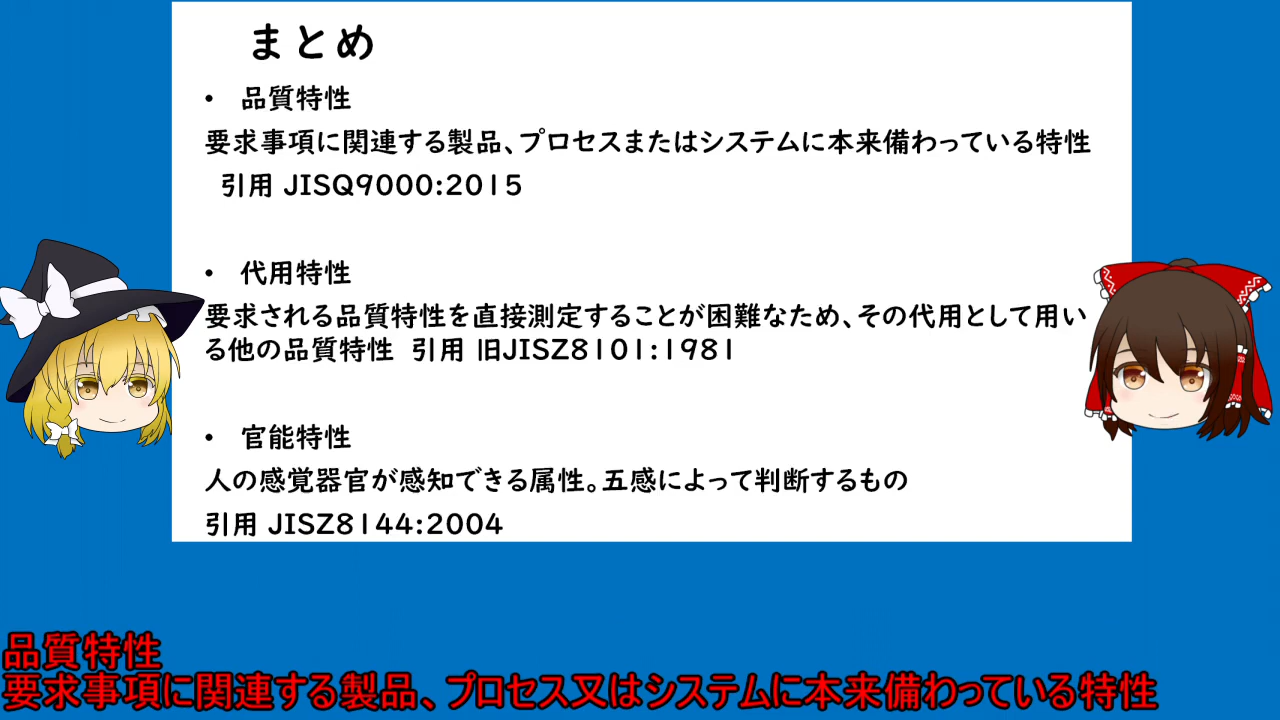 まとめ
• 品質特性
要求事項に関連する製品、プロセスまたはシステムに本来備わっている特性
引用 JISQ9000:2015
• 代用特性
要求される品質特性を直接測定することが困難なため、その代用として用い
る他の品質特性 引用 旧JISZ8101:1981
• 官能特性
人の感覚器官が感知できる属性。五感によって判断するもの
引用 JISZ8144:2004
品質特性
要求事項に関連する製品、プロセス又はシステムに本来備わっている特性